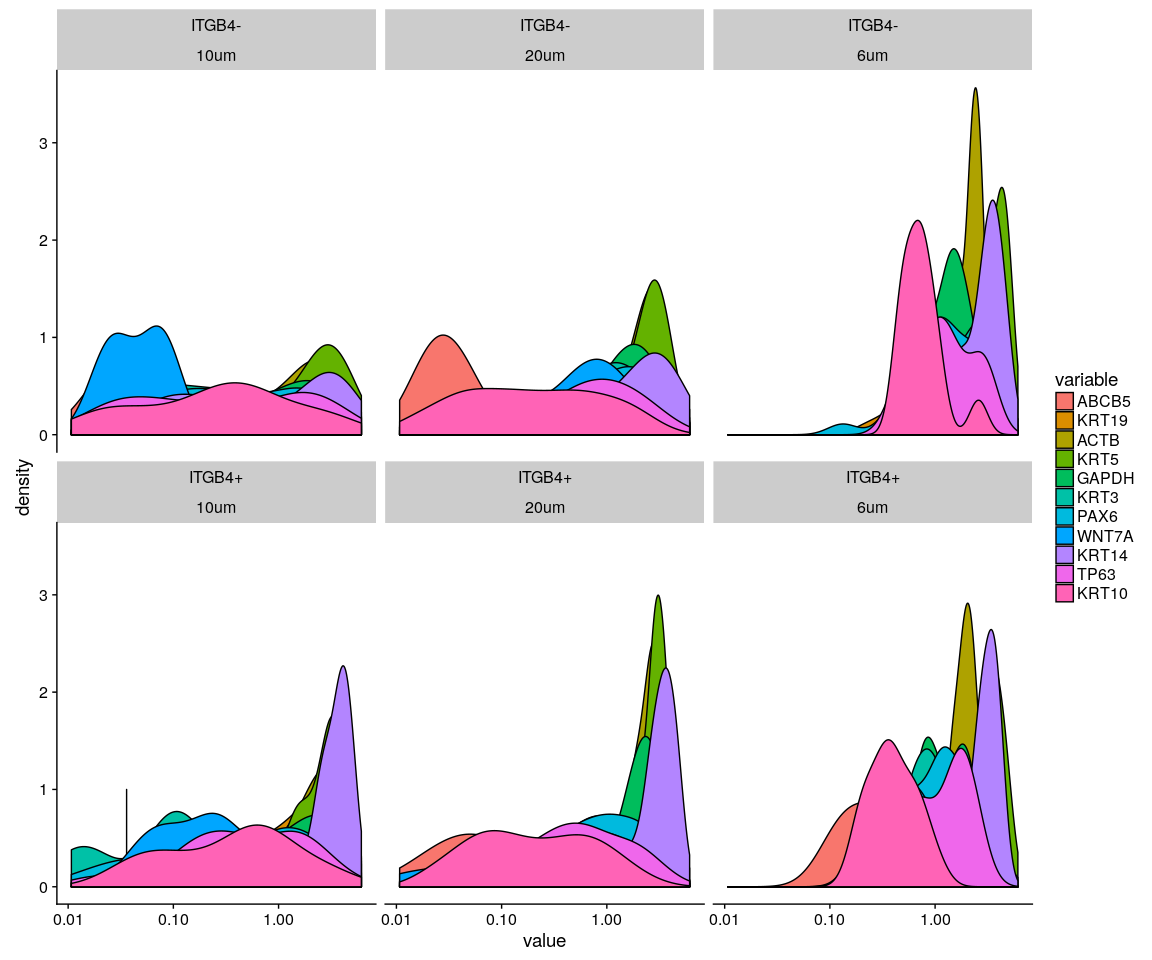 ITGB4-
10um
ITGB4-
20um
ITGB4-
6um
3
2
1
0
ITGB4+
10um
ITGB4+
20um
ITGB4+
6um
3
2
1
0
density
0.01 0.10 1.00
0.01 0.10 1.00
0.01 0.10 1.00
value
variable
ABCB5
KRT19
ACTB
KRT5
GAPDH
KRT3
PAX6
WNT7A
KRT14
TP63
KRT10